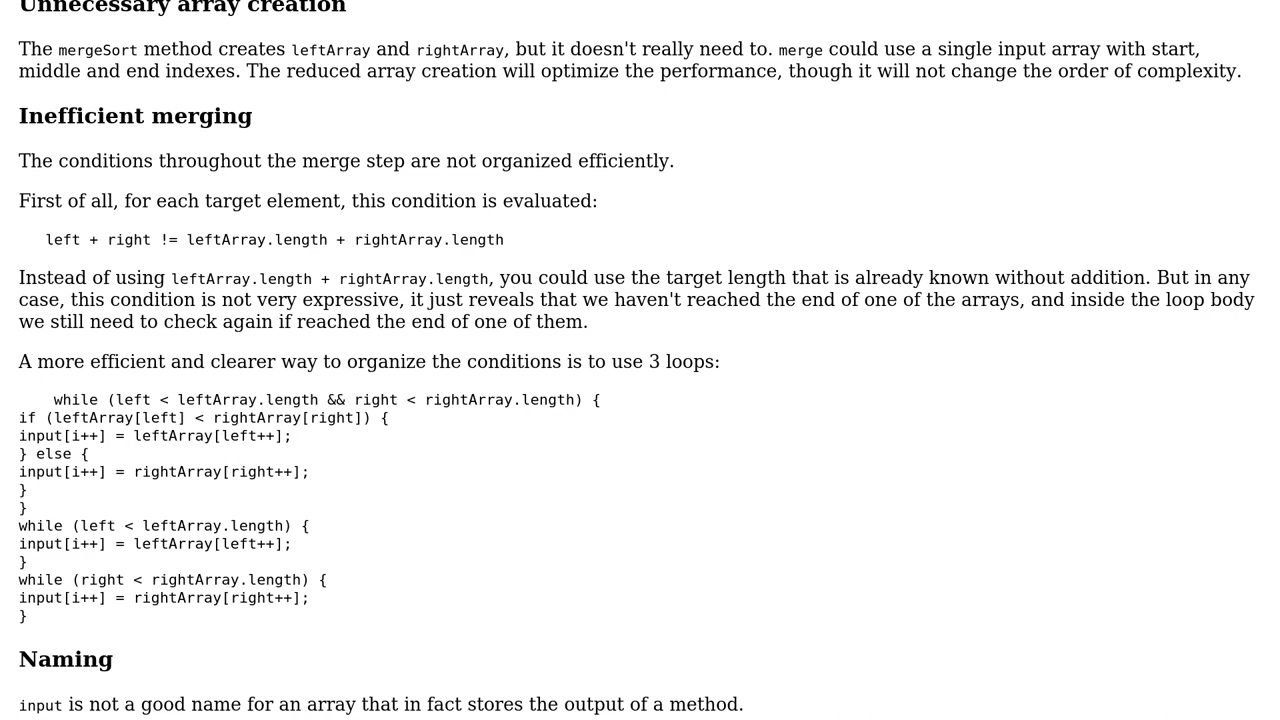 Unnecessary array creation
The mergeSort method creates leftArray and rightArray, but it doesn't really need to. merge could use a single input array with start,
middle and end indexes. The reduced array creation will optimize the performance, though it will not change the order of complexity.
Inefficient merging
The conditions throughout the merge step are not organized efficiently.
First of all, for each target element, this condition is evaluated:
left + right != leftArray.length + rightArray.length
Instead of using leftArray.length + rightArray.length, you could use the target length that is already known without addition. But in any
case, this condition is not very expressive, it just reveals that we haven't reached the end of one of the arrays, and inside the loop body
we still need to check again if reached the end of one of them.
A more efficient and clearer way to organize the conditions is to use 3 loops:
while (left < leftArray.length && right < rightArray.length) {
if (leftArray[left] < rightArray[right]) {
input[i++] = leftArray[left++];
} else {
input[i++] = rightArray[right++];
}
}
while (left < leftArray.length) {
input[i++] = leftArray[left++];
}
while (right < rightArray.length) {
input[i++] = rightArray[right++];
}
Naming
input is not a good name for an array that in fact stores the output of a method.